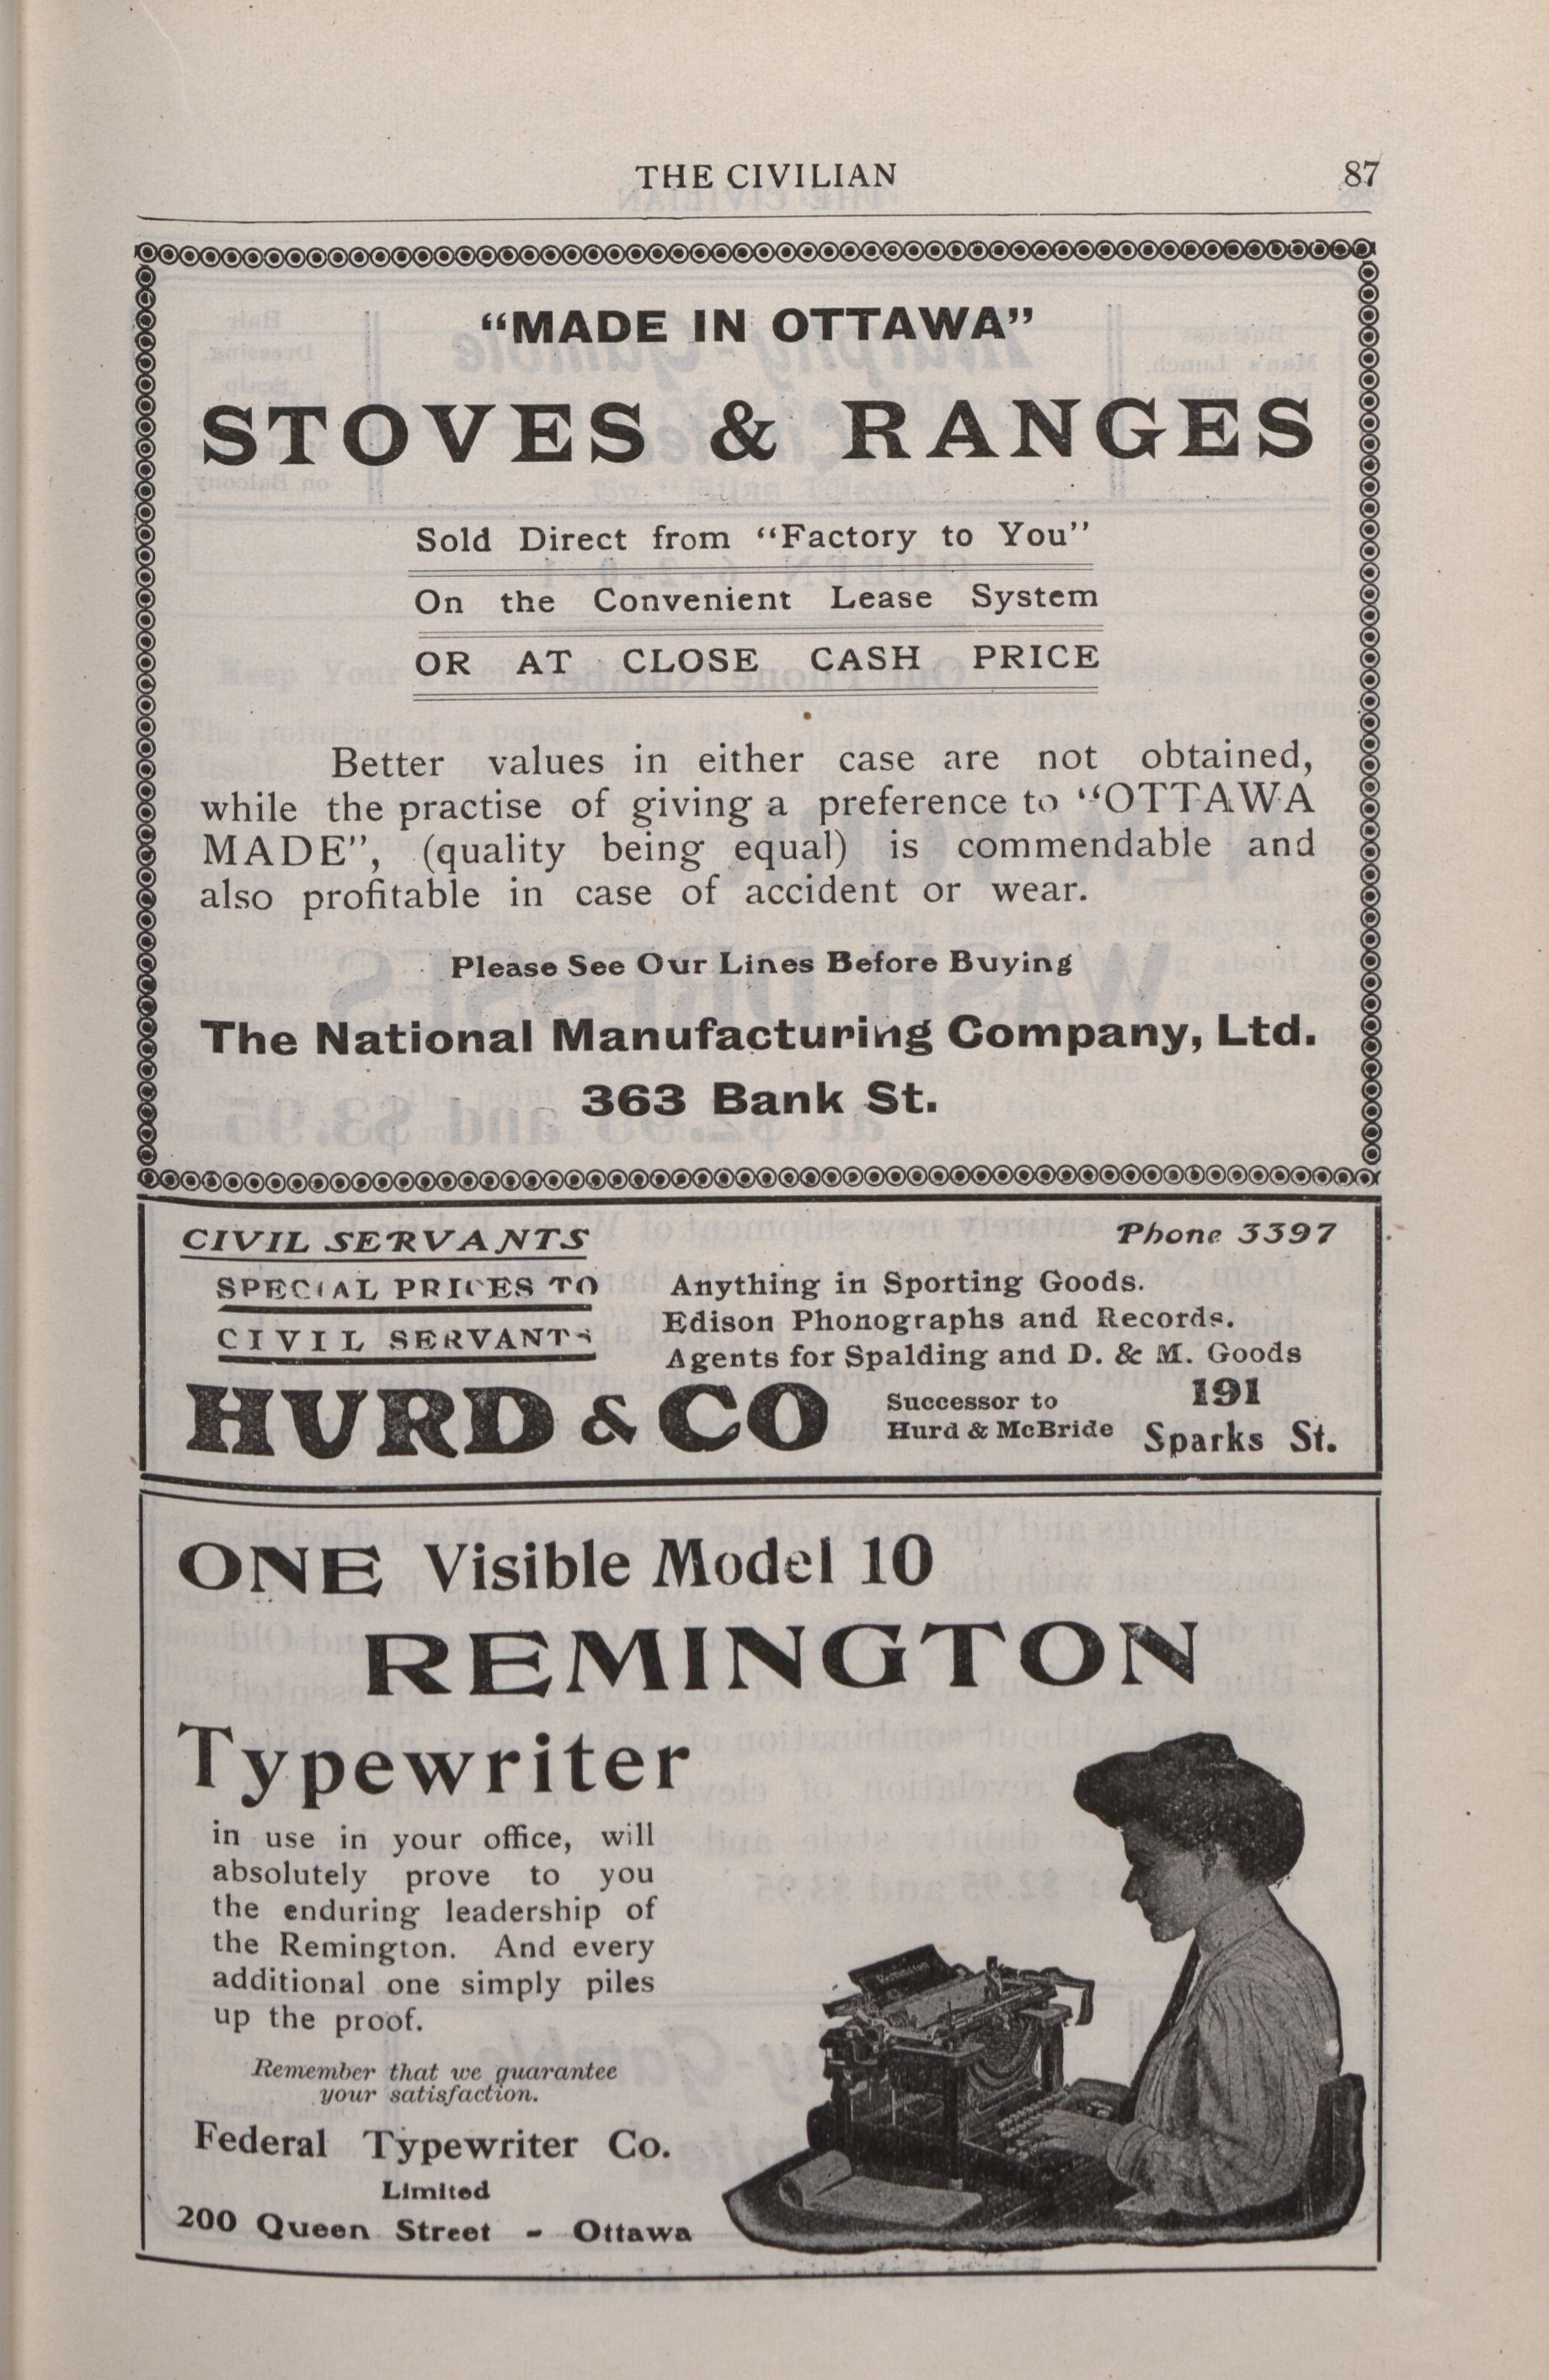 THE CIVILIAN 87
“MADE IN OTTAWA”
STOVES & RANGES
Sold Direct from “Factory to You”
On the Convenient Lease System
OR AT CLOSE CASH PRICE
Better values in either case are not obtained,
while the practise of giving a preference to “OTTAWA
MADE”, (quality being equal) is commendable and
also profitable in case of accident or wear.
Please See Our Lines Before Buying
The National Manufacturing Company, Ltd.
363 Bank St.
CIVIL SERVANTS
SPECIAL PRICES TO
CIVIL SERVANTS
Phone 3397
Anything in Sporting Goods.
Edison Phonographs and Records.
Agents for Spalding and D. & M. Goods
HURD & CO
Successor to
Hurd & McBride
191
Sparks St.
ONE Visible Model 10
REMINGTON
Typewriter
in use in your office, will
absolutely prove to you
the enduring leadership of
the Remington. And every
additional one simply piles
up the proof.
Remember that we guarantee
your satisfaction.
Federal Typewriter Co.
Limited
200 Queen Street - Ottawa
Remington